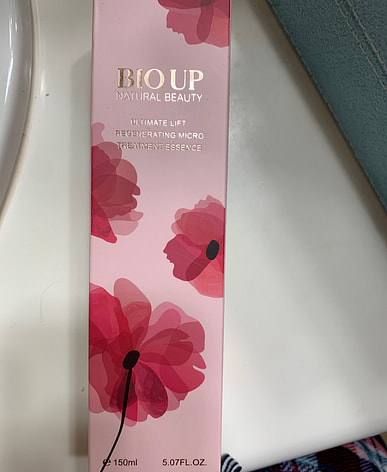 BIO UP
NATURAL BEAUTY
ULTIMATE LIFT
REGENERATING MICRO
TREATMENT ESSENCE
℮ 150ml 5.07FL.OZ.